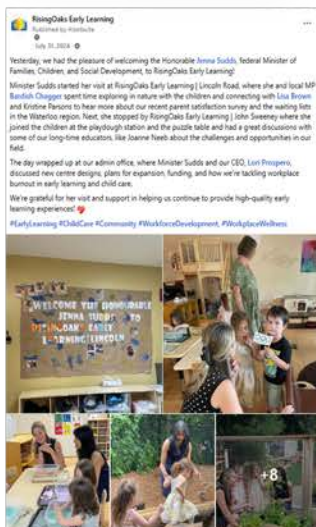 RisingOaks Early Learning
Published by Hootsuite
July 31, 2024
Yesterday, we had the pleasure of welcoming the Honorable Jenna Sudds, federal Minister of
Families, Children, and Social Development, to RisingOaks Early Learning!
Minister Sudds started her visit at RisingOaks Early Learning | Lincoln Road, where she and local MP
Bardish Chagger spent time exploring in nature with the children and connecting with Lisa Brown
and Kristine Parsons to hear more about our recent parent satisfaction survey and the waiting lists
in the Waterloo region. Next, she stopped by RisingOaks Early Learning | John Sweeney where she
joined the children at the playdough station and the puzzle table and had a great discussions with
some of our long-time educators, like Joanne Neeb about the challenges and opportunities in our
field.
The day wrapped up at our admin office, where Minister Sudds and our CEO, Lori Prospero,
discussed new centre designs, plans for expansion, funding, and how we're tackling workplace
burnout in early learning and child care.
We're grateful for her visit and support in helping us continue to provide high-quality early
learning experiences!
#EarlyLearning #ChildCare #Community #WorkforceDevelopment, #WorkplaceWellness
WELCOME THE HONOURABLE
JENNA SUDDS TO
RISINGOAKS EARLY
LEARNING LINCOLN
+8